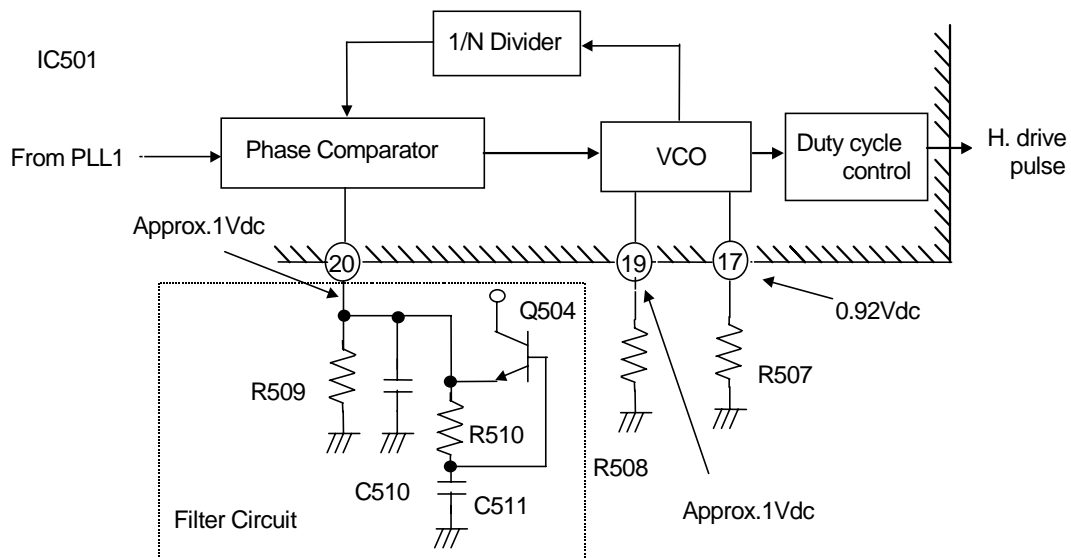 1/N Divider
IC501
From PLL1
Phase Comparator
VCO
Duty cycle
control
H. drive
pulse
Approx.1Vdc
20
19
17
Q504
0.92Vdc
R509
R507
R510
R508
C510
C511
Approx.1Vdc
Filter Circuit